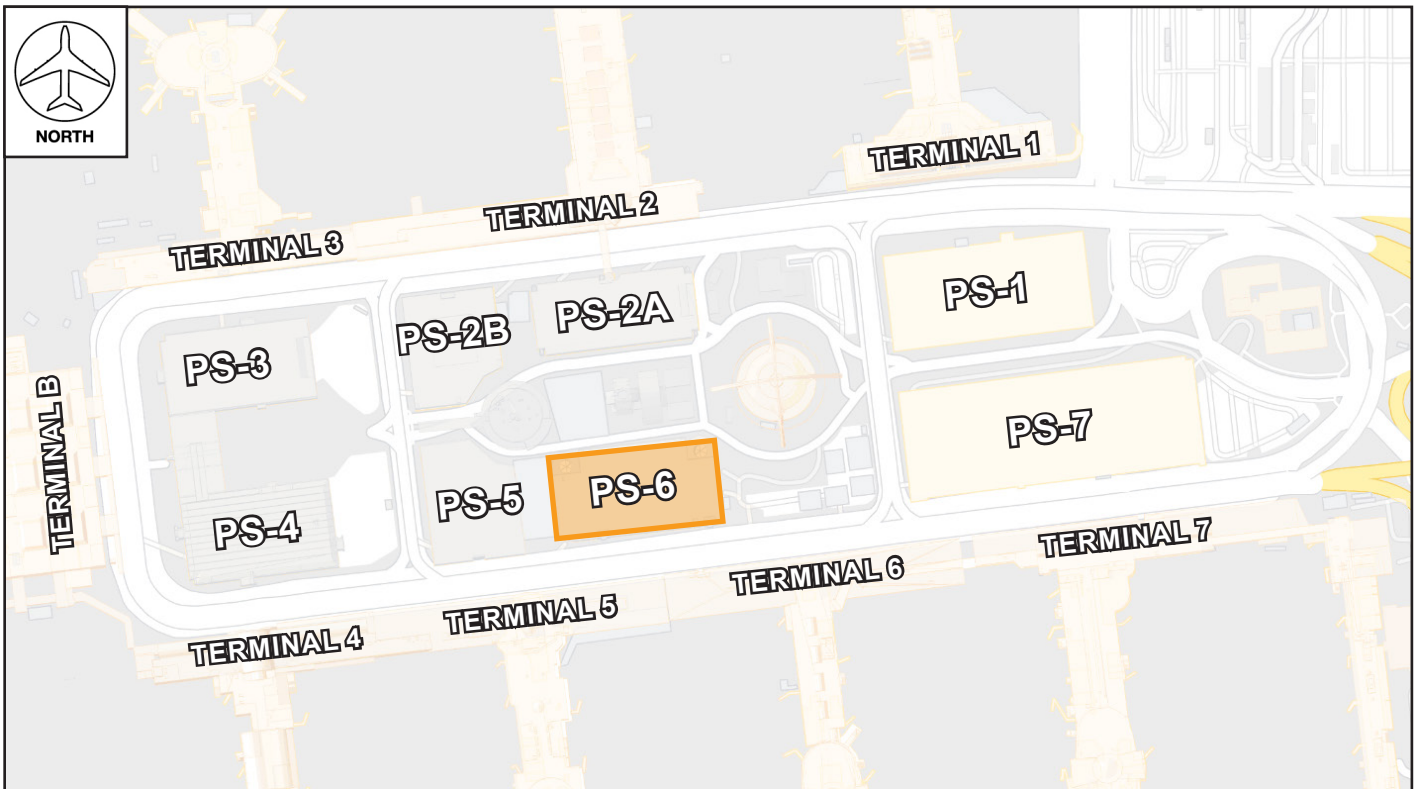 NORTH
TERMINAL 1
TERMINAL 2
TERMINAL 3
PS-1
PS-2A
PS-2B
PS-3
TERMINAL B
PS-7
PS-6
PS-5
PS-4
TERMINAL 7
TERMINAL 6
TERMINAL 5
TERMINAL 4